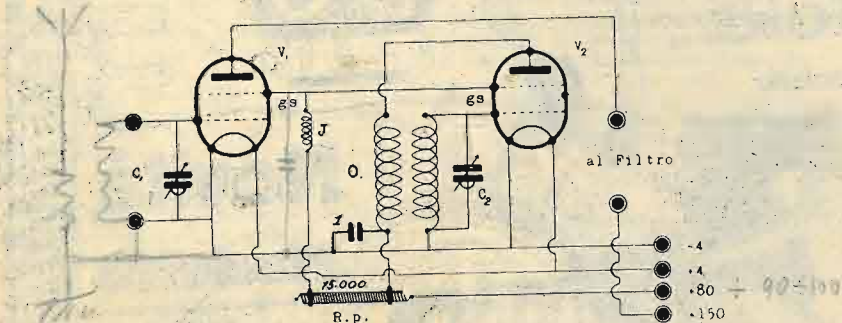 V₁
V₂
gs
gs
J
C₁
O.
C₂
al Filtro
1
-4
+4
15.000
+80 ÷ 90÷100
R.p.
+150